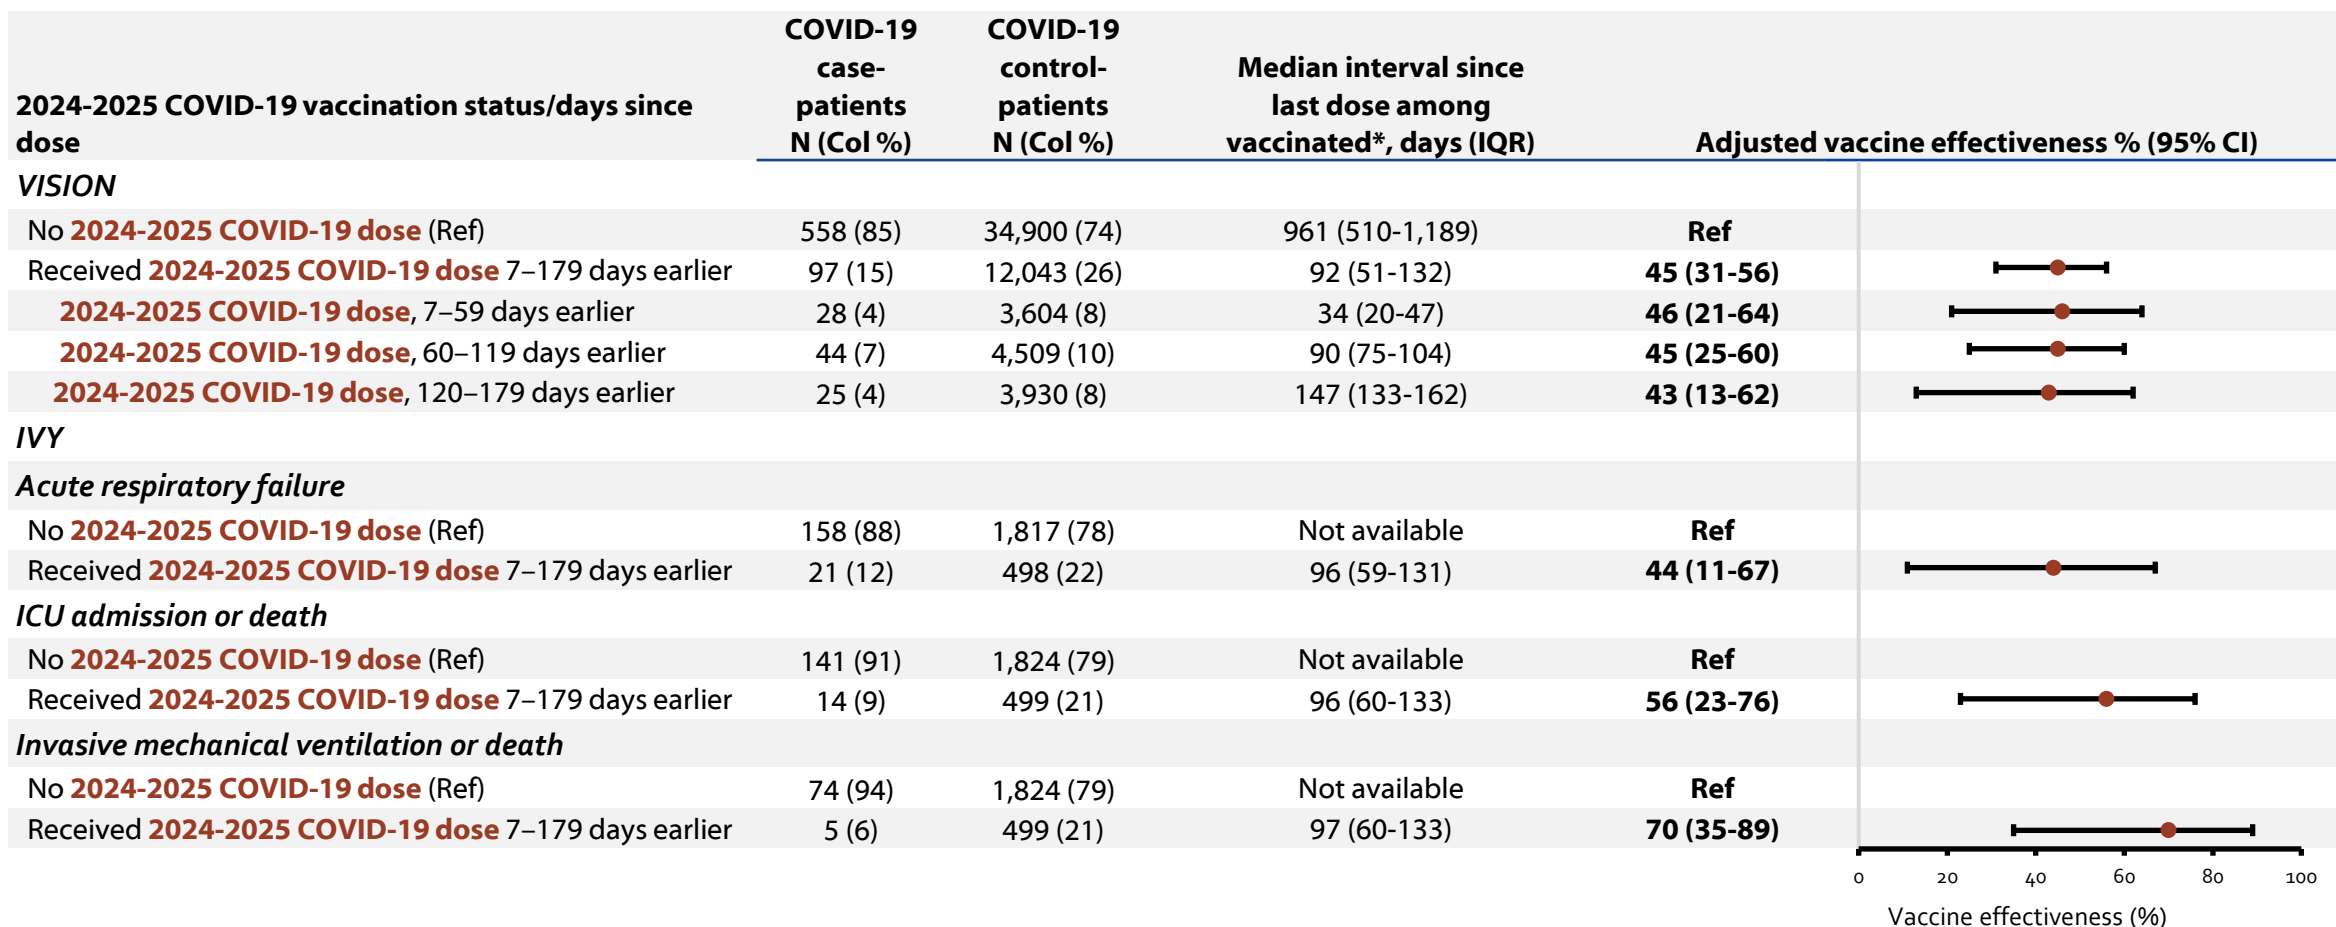 2024-2025 COVID-19 vaccination status/days since dose | COVID-19 case-patients N (Col %) | COVID-19 control-patients N (Col %) | Median interval since last dose among vaccinated*, days (IQR) | Adjusted vaccine effectiveness % (95% CI)
VISION
No 2024-2025 COVID-19 dose (Ref) 558 (85) 34,900 (74) 961 (510-1,189) Ref
Received 2024-2025 COVID-19 dose 7–179 days earlier 97 (15) 12,043 (26) 92 (51-132) 45 (31-56)
2024-2025 COVID-19 dose, 7–59 days earlier 28 (4) 3,604 (8) 34 (20-47) 46 (21-64)
2024-2025 COVID-19 dose, 60–119 days earlier 44 (7) 4,509 (10) 90 (75-104) 45 (25-60)
2024-2025 COVID-19 dose, 120–179 days earlier 25 (4) 3,930 (8) 147 (133-162) 43 (13-62)
IVY
Acute respiratory failure
No 2024-2025 COVID-19 dose (Ref) 158 (88) 1,817 (78) Not available Ref
Received 2024-2025 COVID-19 dose 7–179 days earlier 21 (12) 498 (22) 96 (59-131) 44 (11-67)
ICU admission or death
No 2024-2025 COVID-19 dose (Ref) 141 (91) 1,824 (79) Not available Ref
Received 2024-2025 COVID-19 dose 7–179 days earlier 14 (9) 499 (21) 96 (60-133) 56 (23-76)
Invasive mechanical ventilation or death
No 2024-2025 COVID-19 dose (Ref) 74 (94) 1,824 (79) Not available Ref
Received 2024-2025 COVID-19 dose 7–179 days earlier 5 (6) 499 (21) 97 (60-133) 70 (35-89)
0 20 40 60 80 100
Vaccine effectiveness (%)